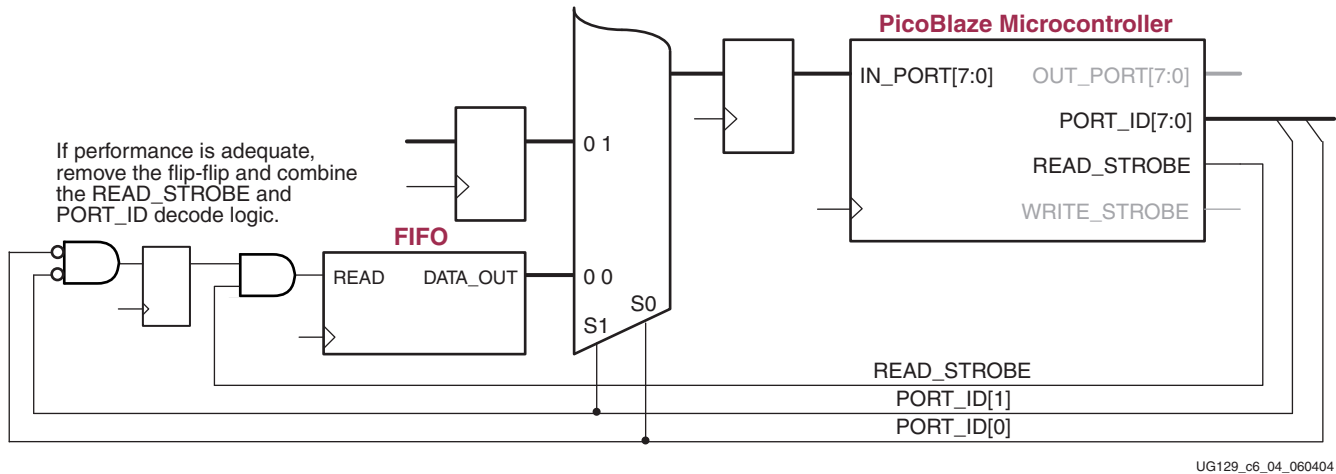 PicoBlaze Microcontroller
IN_PORT[7:0]
OUT_PORT[7:0]
PORT_ID[7:0]
READ_STROBE
WRITE_STROBE
0 1
If performance is adequate,
remove the flip-flip and combine
the READ_STROBE and
PORT_ID decode logic.
FIFO
READ
DATA_OUT
0 0
S0
S1
READ_STROBE
PORT_ID[1]
PORT_ID[0]
UG129_c6_04_060404